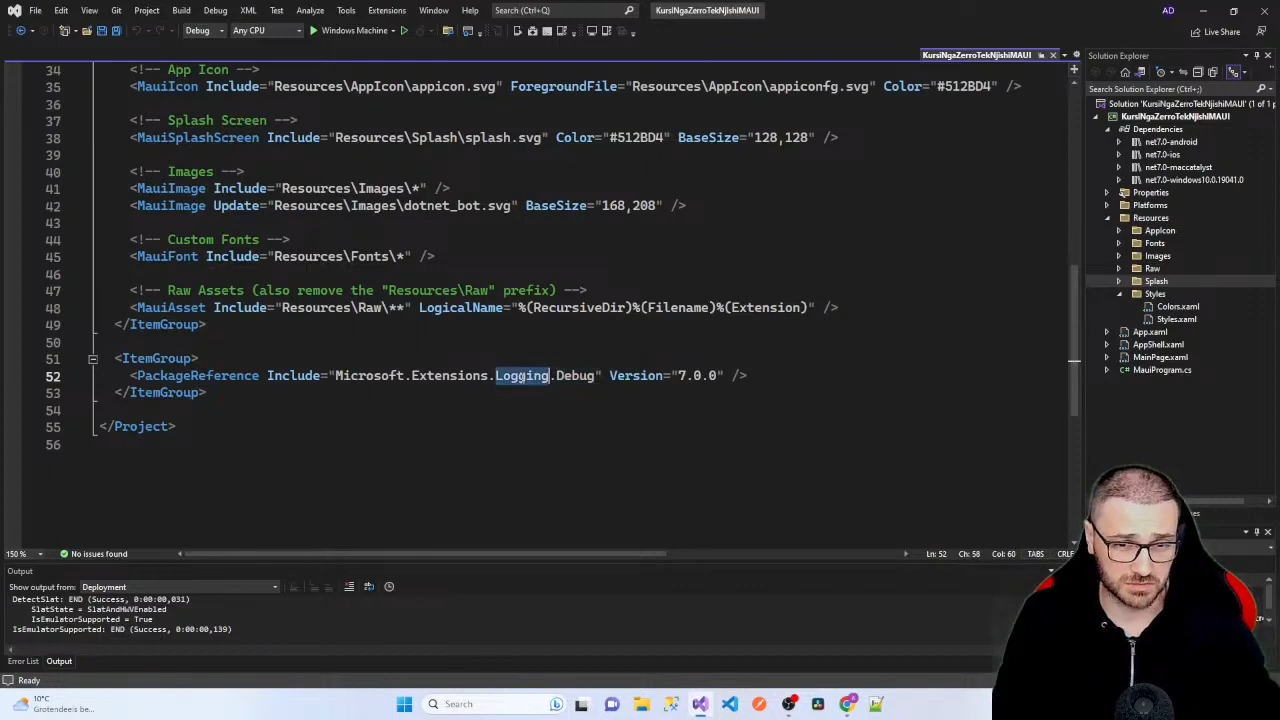 File Edit View Git Project Build Debug XML Test Analyze Tools Extensions Window Help Search (Ctrl+Q) KursiNgaZerroTekNjishiMAUI AD
Debug Any CPU Windows Machine Live Share
KursiNgaZerroTekNjishiMAUI
34 <!-- App Icon -->
35 <MauiIcon Include="Resources\AppIcon\appicon.svg" ForegroundFile="Resources\AppIcon\appiconfg.svg" Color="#512BD4" />
36
37 <!-- Splash Screen -->
38 <MauiSplashScreen Include="Resources\Splash\splash.svg" Color="#512BD4" BaseSize="128,128" />
39
40 <!-- Images -->
41 <MauiImage Include="Resources\Images\*" />
42 <MauiImage Update="Resources\Images\dotnet_bot.svg" BaseSize="168,208" />
43
44 <!-- Custom Fonts -->
45 <MauiFont Include="Resources\Fonts\*" />
46
47 <!-- Raw Assets (also remove the "Resources\Raw" prefix) -->
48 <MauiAsset Include="Resources\Raw\**" LogicalName="%(RecursiveDir)%(Filename)%(Extension)" />
49 </ItemGroup>
50
51 <ItemGroup>
52 <PackageReference Include="Microsoft.Extensions.Logging.Debug" Version="7.0.0" />
53 </ItemGroup>
54
55 </Project>
56
150 % No issues found Ln: 52 Ch: 58 Col: 60 TABS CRLF
Solution Explorer
Search Solution Explorer (Ctrl+;)
Solution 'KursiNgaZerroTekNjishiMAUI' (1 of 1 p
KursiNgaZerroTekNjishiMAUI
Dependencies
net7.0-android
net7.0-ios
net7.0-maccatalyst
net7.0-windows10.0.19041.0
Properties
Platforms
Resources
AppIcon
Fonts
Images
Raw
Splash
Styles
Colors.xaml
Styles.xaml
App.xaml
AppShell.xaml
MainPage.xaml
MauiProgram.cs
Output
Show output from: Deployment
DetectSlat: END (Success, 0:00:00,031)
SlatState = SlatAndHWVEnabled
IsEmulatorSupported = True
IsEmulatorSupported: END (Success, 0:00:00,139)
Error List Output
Ready
10°C
Grotendeels be...
Search